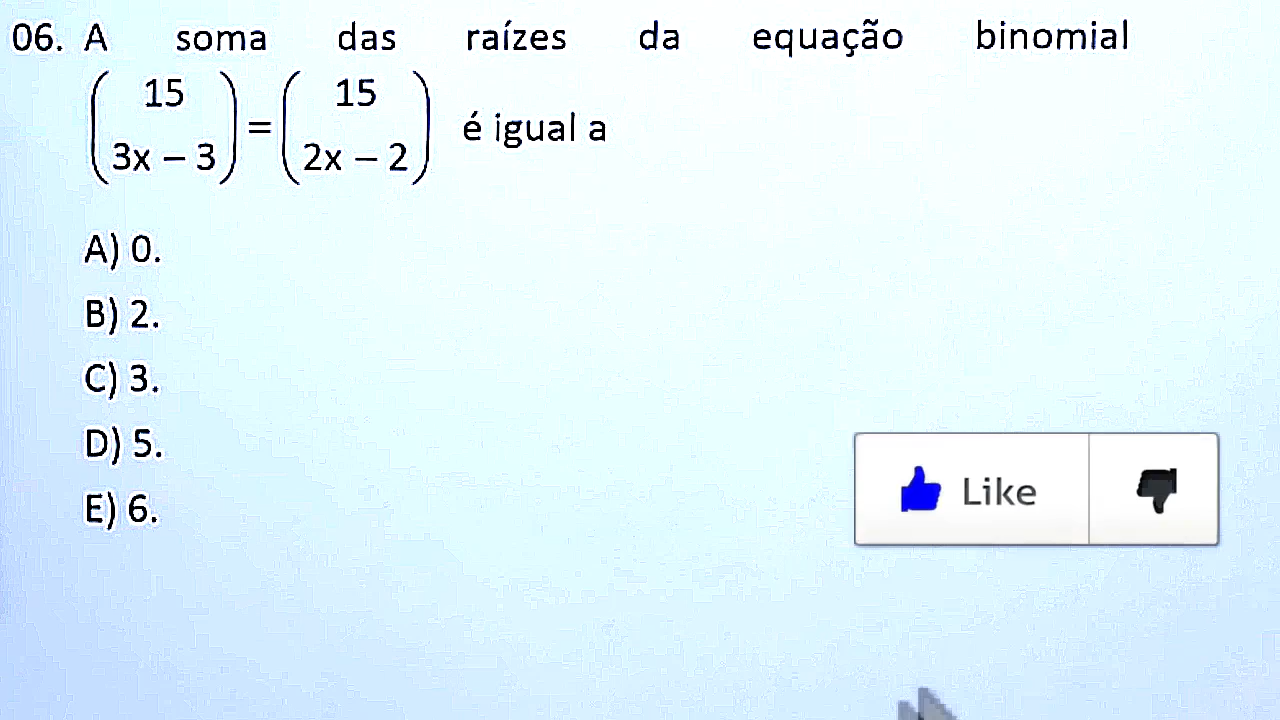 06. A soma das raízes da equação binomial
(15
3x – 3) = (15
2x – 2) é igual a
A) 0.
B) 2.
C) 3.
D) 5.
E) 6.
Like